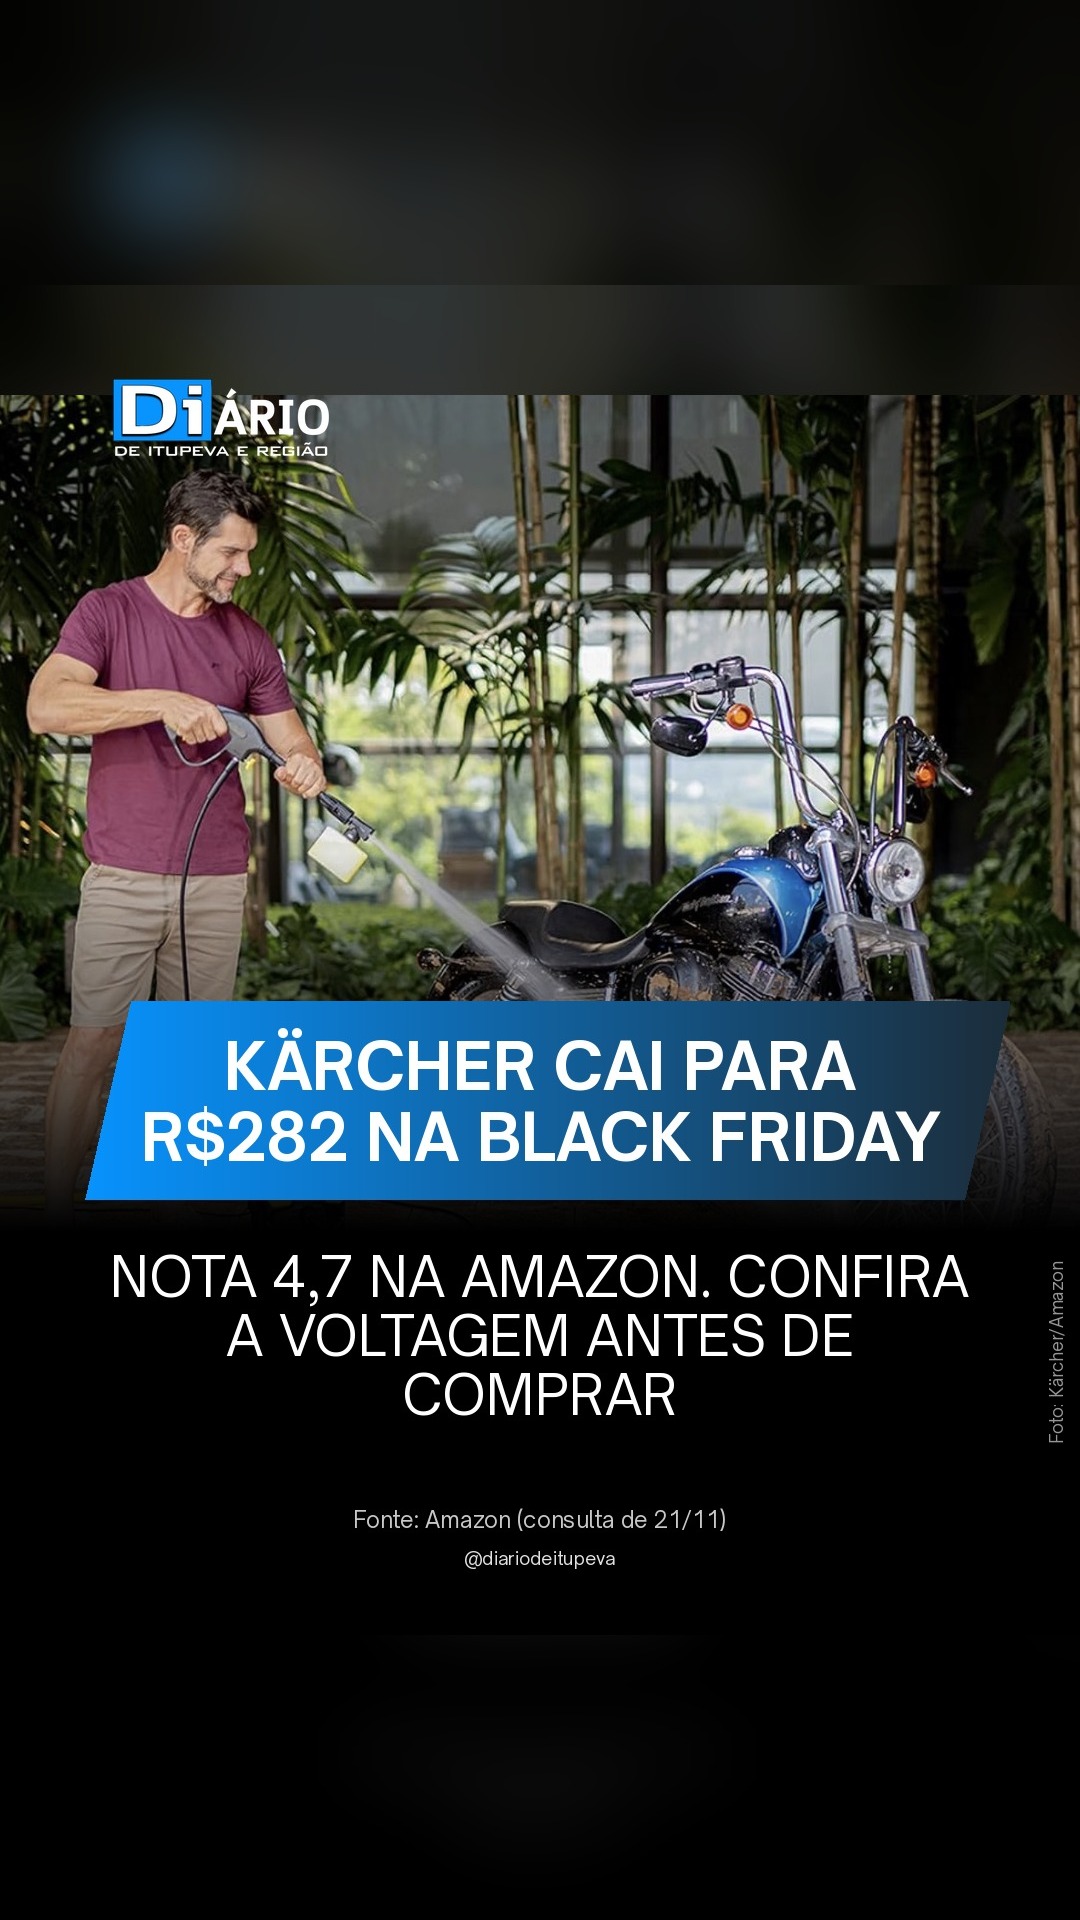 DiÁRIO
DE ITUPEVA E REGIÃO
KÄRCHER CAI PARA
R$282 NA BLACK FRIDAY
NOTA 4,7 NA AMAZON. CONFIRA
A VOLTAGEM ANTES DE
COMPRAR
Foto: Kärcher/Amazon
Fonte: Amazon (consulta de 21/11)
@diariodeitupeva